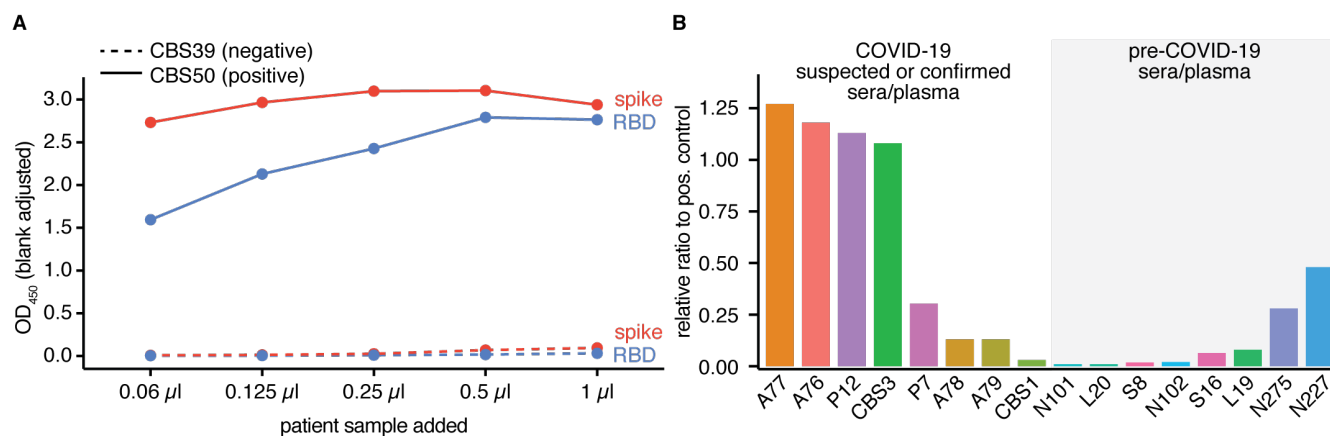 A
CBS39 (negative)
CBS50 (positive)
OD450 (blank adjusted)
3.0
2.5
2.0
1.5
1.0
0.5
0.0
spike
RBD
spike
RBD
0.06 µl
0.125 µl
0.25 µl
0.5 µl
1 µl
patient sample added
B
COVID-19
suspected or confirmed
sera/plasma
pre-COVID-19
sera/plasma
relative ratio to pos. control
1.25
1.00
0.75
0.50
0.25
0.00
A77
A76
P12
CBS3
P7
A78
A79
CBS1
N101
L20
S8
N102
S16
L19
N275
N227